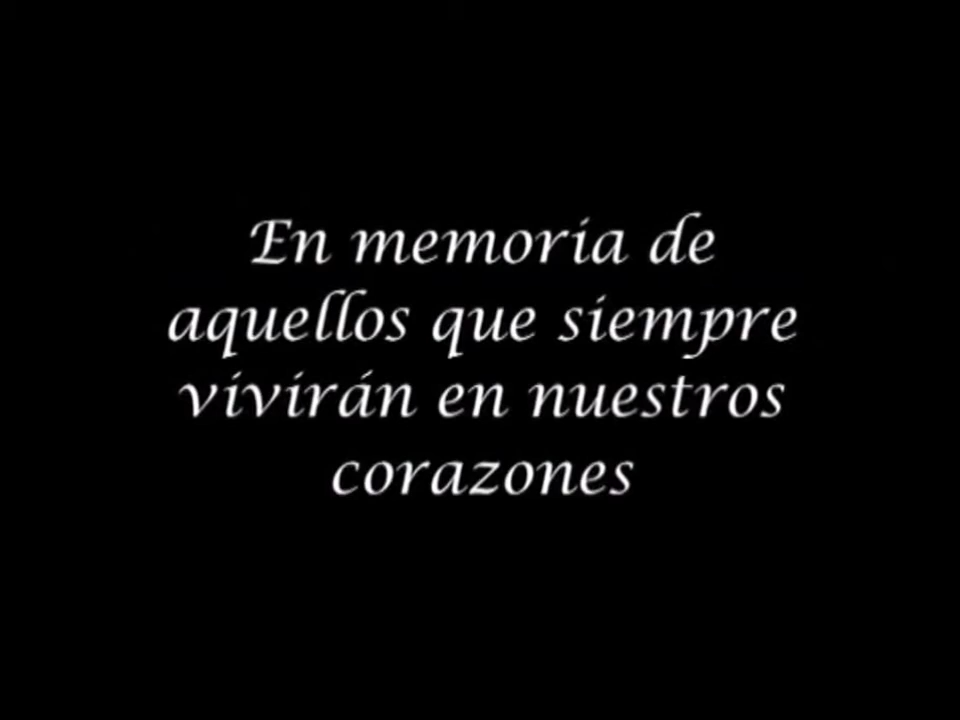 En memoria de
aquellos que siempre
vivirán en nuestros
corazones